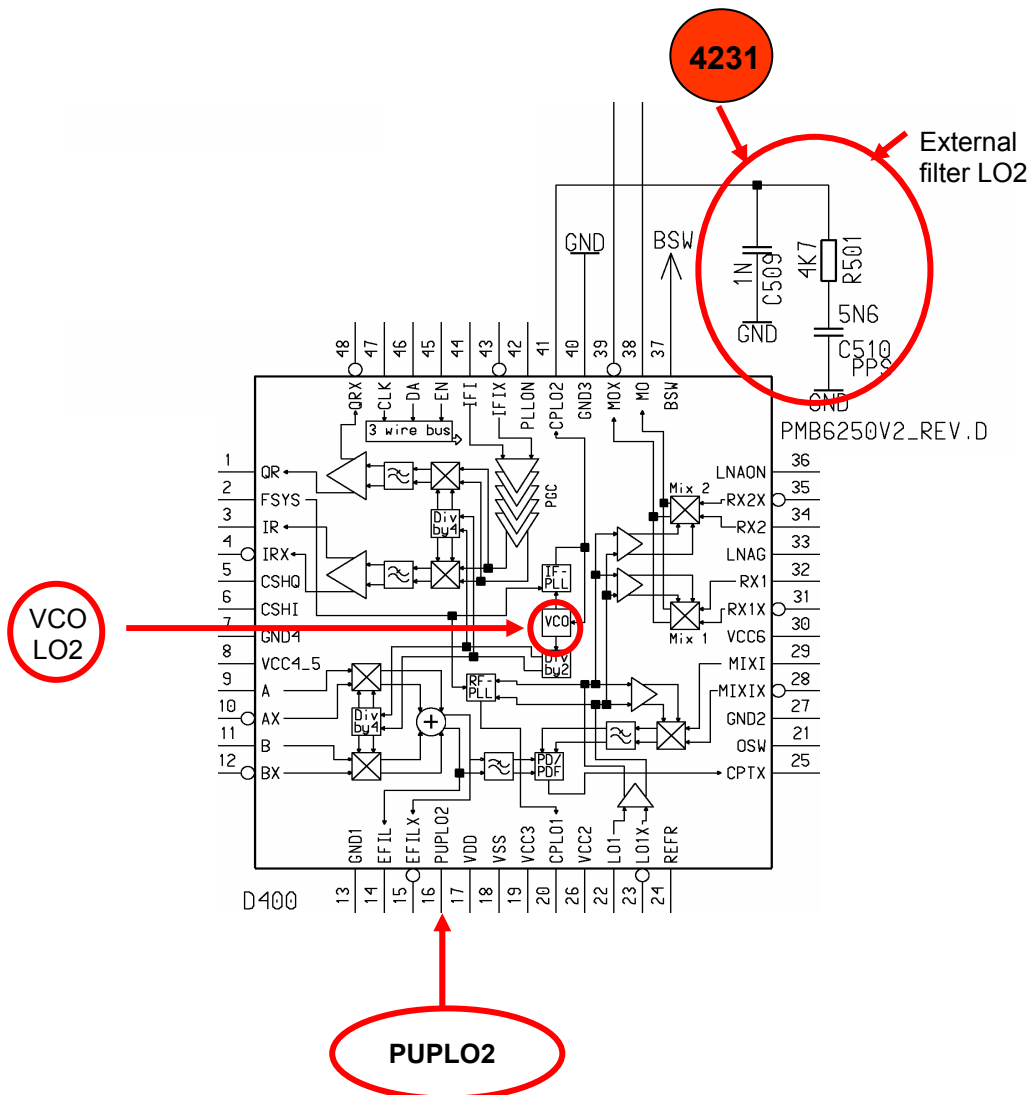 4231
External
filter LO2
GND
BSW
1N
C509
4K7
R501
GND
5N6
C510
PPS
GND
PMB6250V2_REV.D
48
47
46
45
44
43
42
41
40
39
38
37
QRX
CLK
DA
EN
IFI
IFIX
PLLON
CPLO2
GND3
MOX
MO
BSW
3 wire bus
1
QR
2
FSYS
3
IR
4
IRX
5
CSHQ
6
CSHI
7
GND4
8
VCC4_5
9
A
10
AX
11
B
12
BX
PGC
Div
by4
IF-
PLL
VCO
Div
by2
RF-
PLL
Div
by4
+
PD/
PDF
Mix 2
Mix 1
36
LNAON
35
RX2X
34
RX2
33
LNAG
32
RX1
31
RX1X
30
VCC6
29
MIXI
28
MIXIX
27
GND2
21
OSW
25
CPTX
VCO
LO2
GND1
EFIL
EFILX
PUPLO2
VDD
VSS
VCC3
CPLO1
VCC2
LO1
LO1X
REFR
D400
13
14
15
16
17
18
19
20
26
22
23
24
PUPLO2